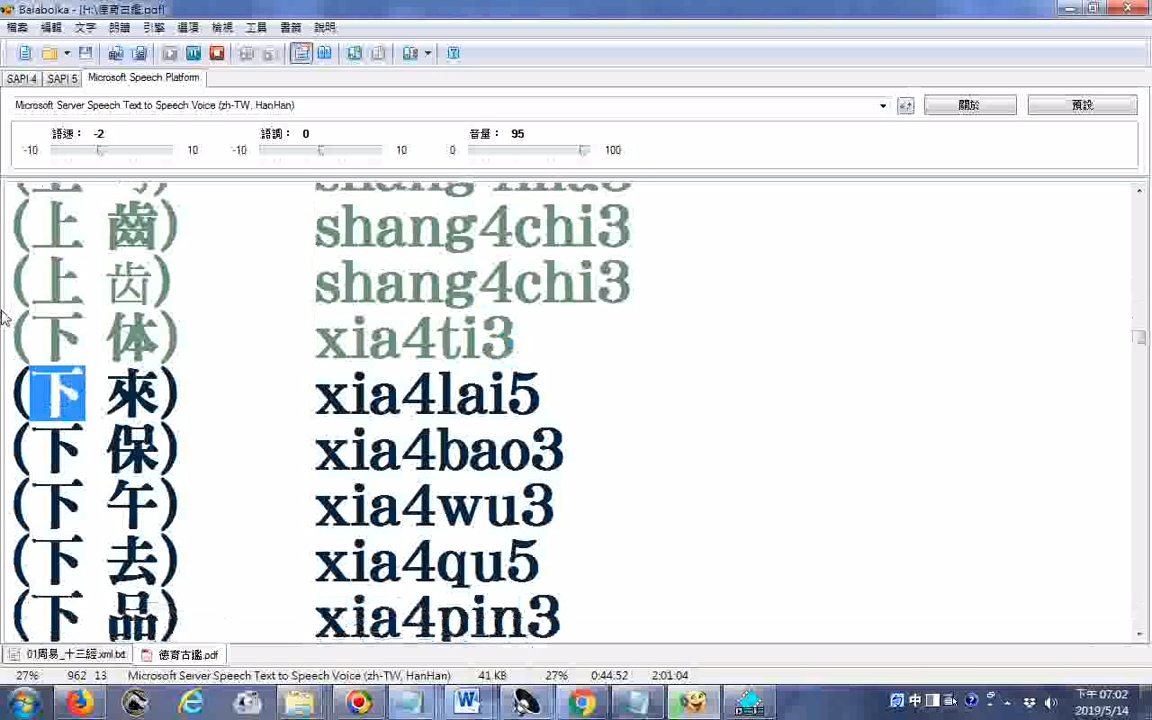 Balabolka - [H:\德育古鑑.pdf]
檔案 編輯 文字 朗讀 引擎 選項 檢視 工具 書籤 說明
SAPI 4 SAPI 5 Microsoft Speech Platform
Microsoft Server Speech Text to Speech Voice (zh-TW, HanHan) 關於 預設
語速： -2 語調： 0 音量： 95
-10 10 -10 10 0 100
(上 齒) shang4chi3
(上 齿) shang4chi3
(下 体) xia4ti3
(下 來) xia4lai5
(下 保) xia4bao3
(下 午) xia4wu3
(下 去) xia4qu5
(下 品) xia4pin3
01周易_十三經.xml.txt 德育古鑑.pdf
27% 962 13 Microsoft Server Speech Text to Speech Voice (zh-TW, HanHan) 41 KB 27% 0:44:52 2:01:04
中
下午 07:02
2019/5/14